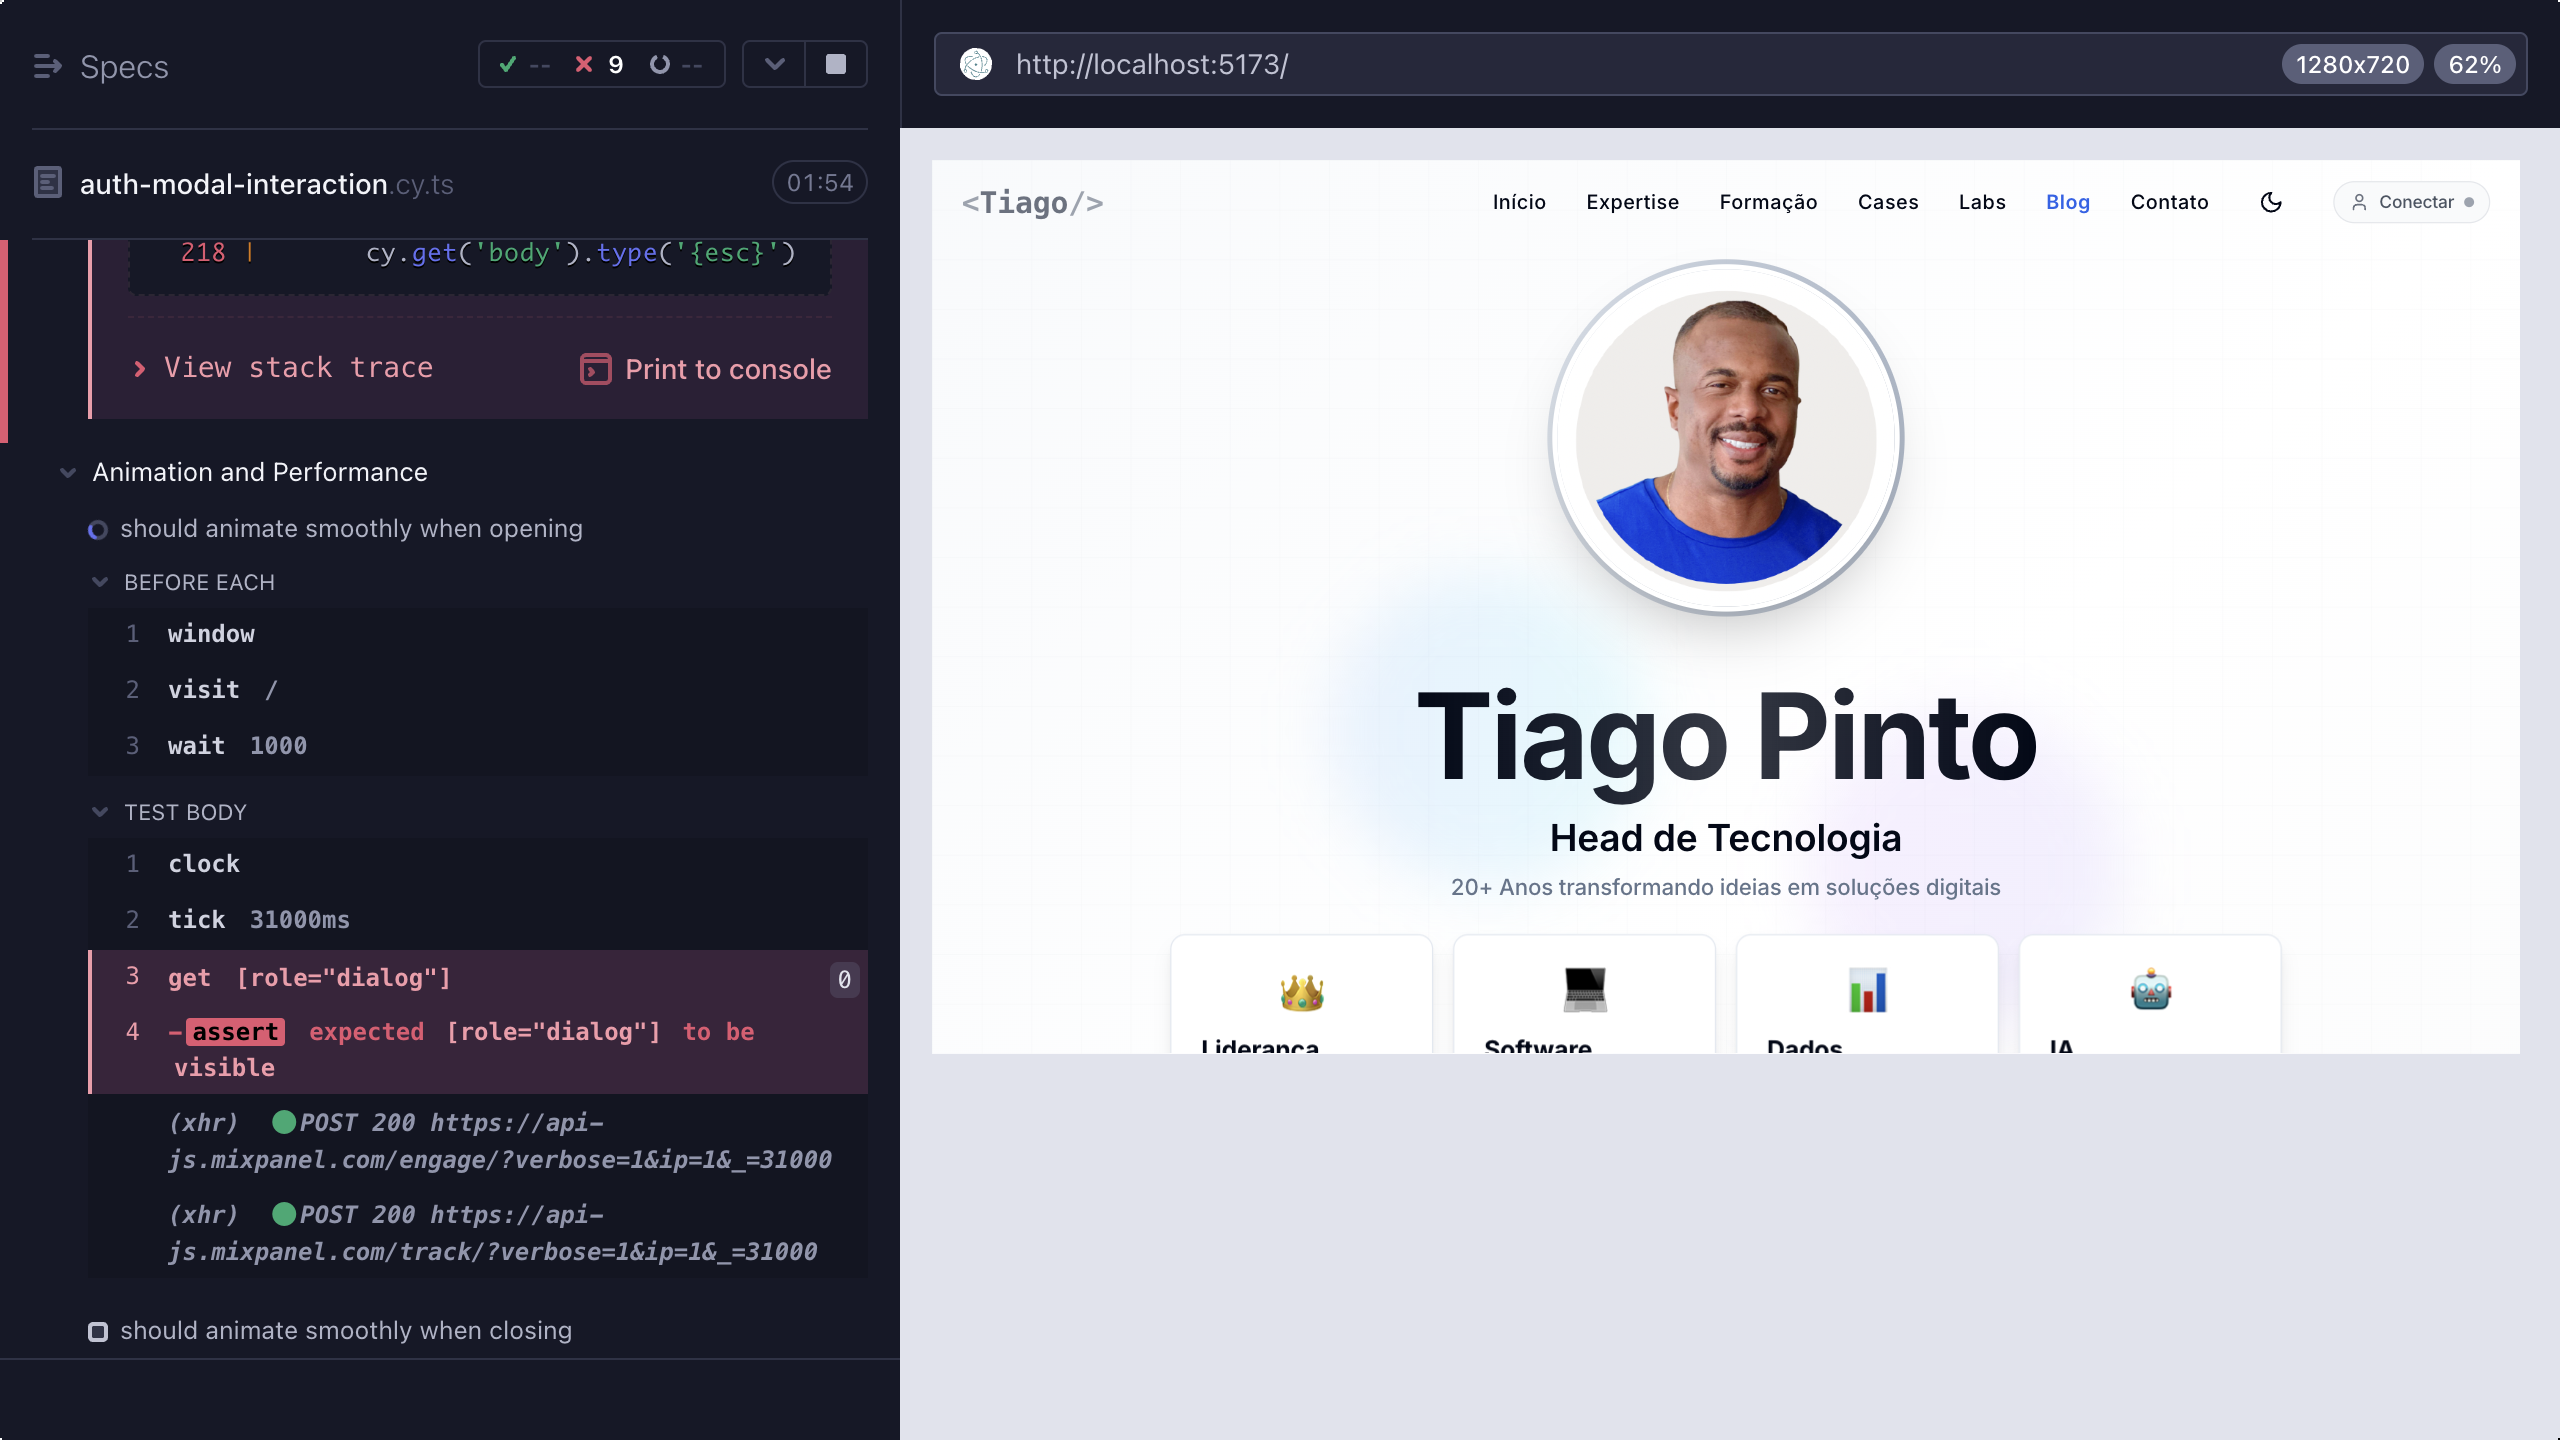 Specs
-- 9 --
auth-modal-interaction.cy.ts
01:54
218 | cy.get('body').type('{esc}')
View stack trace
Print to console
Animation and Performance
should animate smoothly when opening
BEFORE EACH
1 window
2 visit /
3 wait 1000
TEST BODY
1 clock
2 tick 31000ms
3 get [role="dialog"] 0
4 -assert expected [role="dialog"] to be
visible
(xhr) POST 200 https://api-
js.mixpanel.com/engage/?verbose=1&ip=1&_=31000
(xhr) POST 200 https://api-
js.mixpanel.com/track/?verbose=1&ip=1&_=31000
should animate smoothly when closing
http://localhost:5173/
1280x720
62%
<Tiago/>
Início Expertise Formação Cases Labs Blog Contato
Conectar
Tiago Pinto
Head de Tecnologia
20+ Anos transformando ideias em soluções digitais
Liderança Software Dados IA